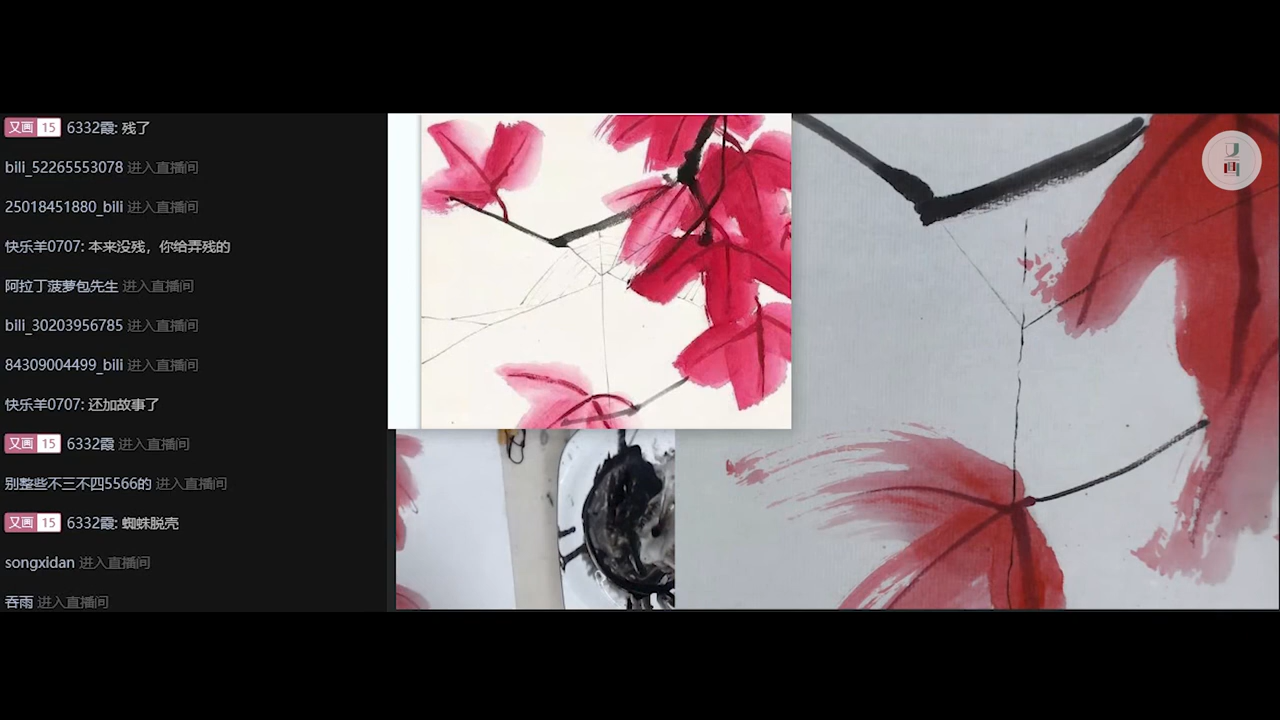 又画 15 6332霞: 残了
bili_52265553078 进入直播间
25018451880_bili 进入直播间
快乐羊0707: 本来没残，你给弄残的
阿拉丁菠萝包先生 进入直播间
bili_30203956785 进入直播间
84309004499_bili 进入直播间
快乐羊0707: 还加故事了
又画 15 6332霞 进入直播间
别整些不三不四5566的 进入直播间
又画 15 6332霞: 蜘蛛脱壳
songxidan 进入直播间
吞雨 进入直播间